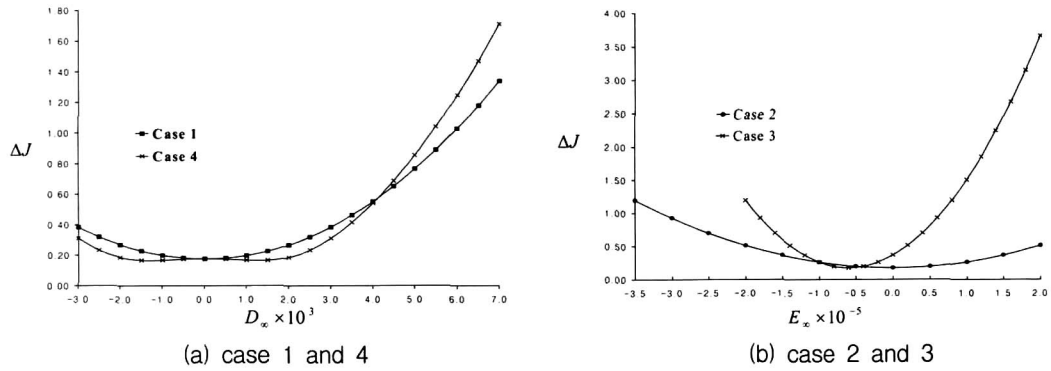 1 80
1 60
1 40
1 20
1 00
0 80
0 60
0 40
0 20
0 00
ΔJ
Case 1
Case 4
-3 0 -2 0 -1 0 0.0 1 0 2.0 3.0 4 0 5 0 6 0 7.0
D∞ ×10³
(a) case 1 and 4
4.00
3 50
3 00
2.50
2 00
1.50
1 00
0.50
0 00
ΔJ
Case 2
Case 3
-3 5 -3 0 -2.5 -2.0 -1 5 -1 0 -0.5 0 0 0.5 1 0 1.5 2.0
E∞ ×10⁻⁵
(b) case 2 and 3